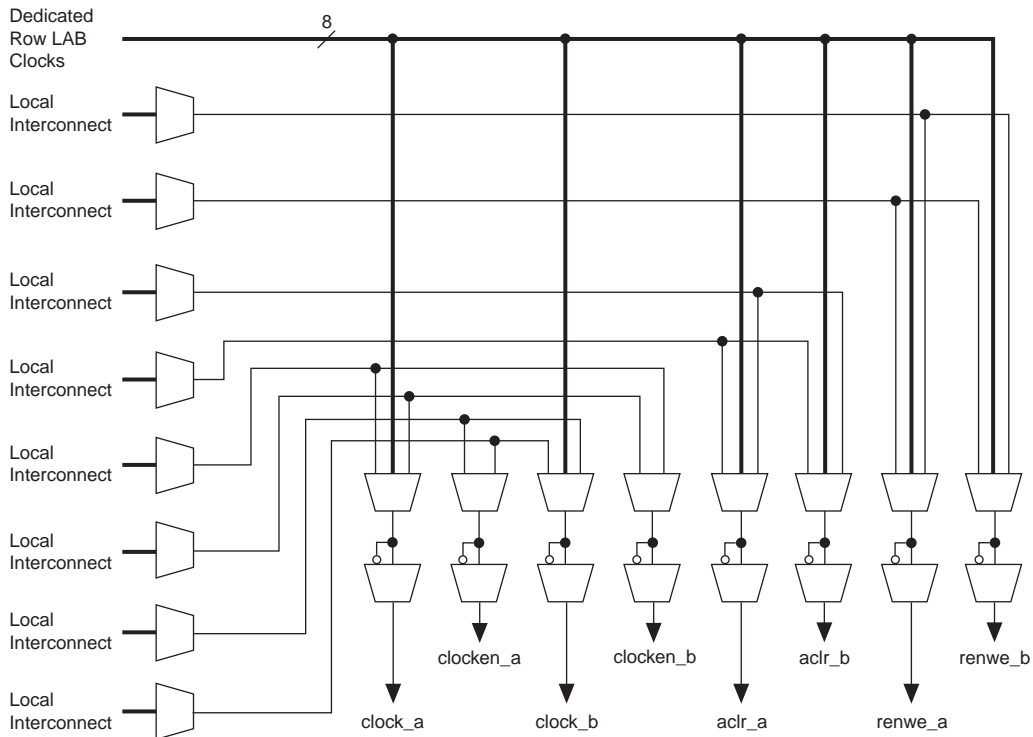 Dedicated
Row LAB
Clocks
8
Local
Interconnect
Local
Interconnect
Local
Interconnect
Local
Interconnect
Local
Interconnect
Local
Interconnect
Local
Interconnect
Local
Interconnect
clocken_a
clocken_b
aclr_b
renwe_b
clock_a
clock_b
aclr_a
renwe_a